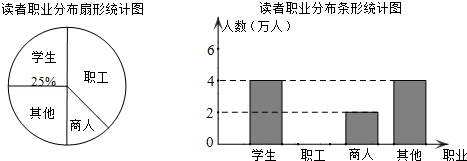 读者职业分布扇形统计图
学生
25%
职工
其他
商人
读者职业分布条形统计图
人数(万人)
6
4
2
0
学生 职工 商人 其他 职业